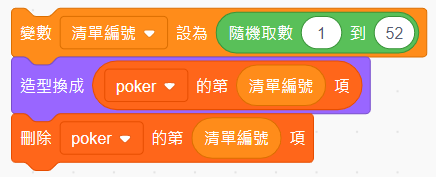 變數 清單編號 設為 隨機取數 1 到 52
造型換成 poker 的第 清單編號 項
刪除 poker 的第 清單編號 項